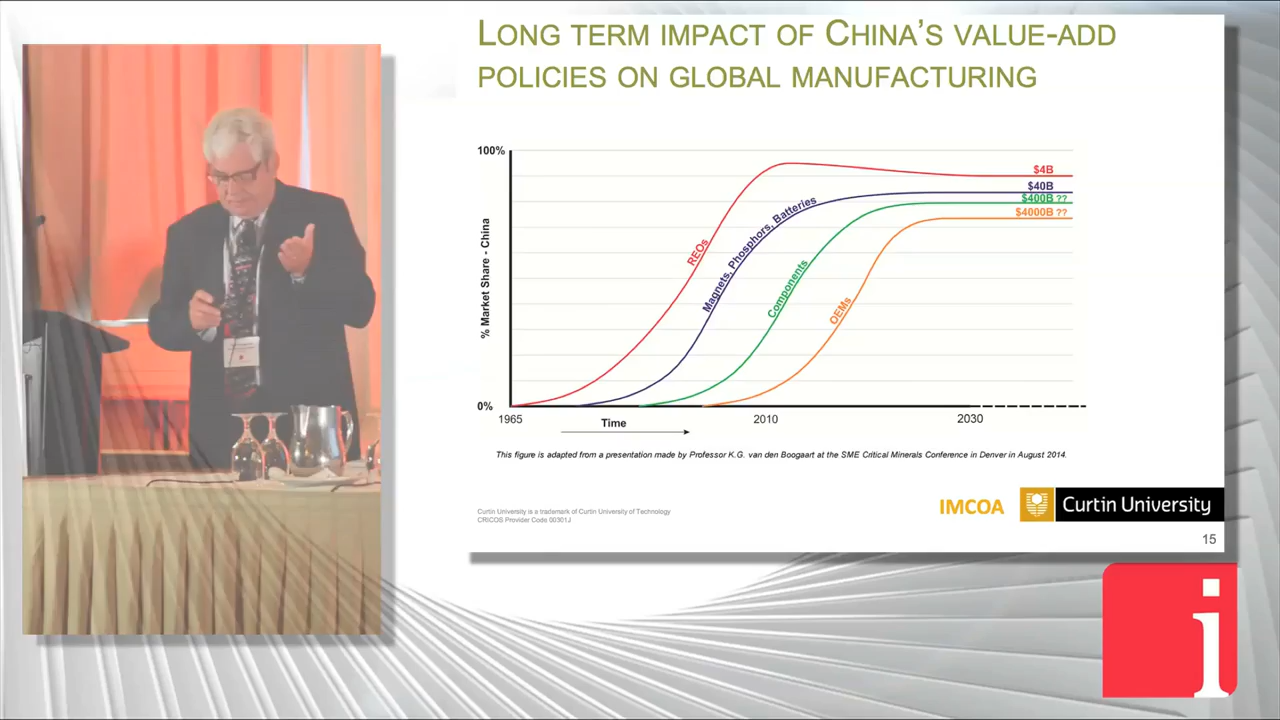 LONG TERM IMPACT OF CHINA'S VALUE-ADD
POLICIES ON GLOBAL MANUFACTURING
100%
0%
% Market Share - China
REOs
Magnets, Phosphors, Batteries
Components
OEMs
$4B
$40B
$400B ??
$4000B ??
1965
2010
2030
Time
This figure is adapted from a presentation made by Professor K.G. van den Boogaart at the SME Critical Minerals Conference in Denver in August 2014.
Curtin University is a trademark of Curtin University of Technology
CRICOS Provider Code 00301J
IMCOA
Curtin University
15
i